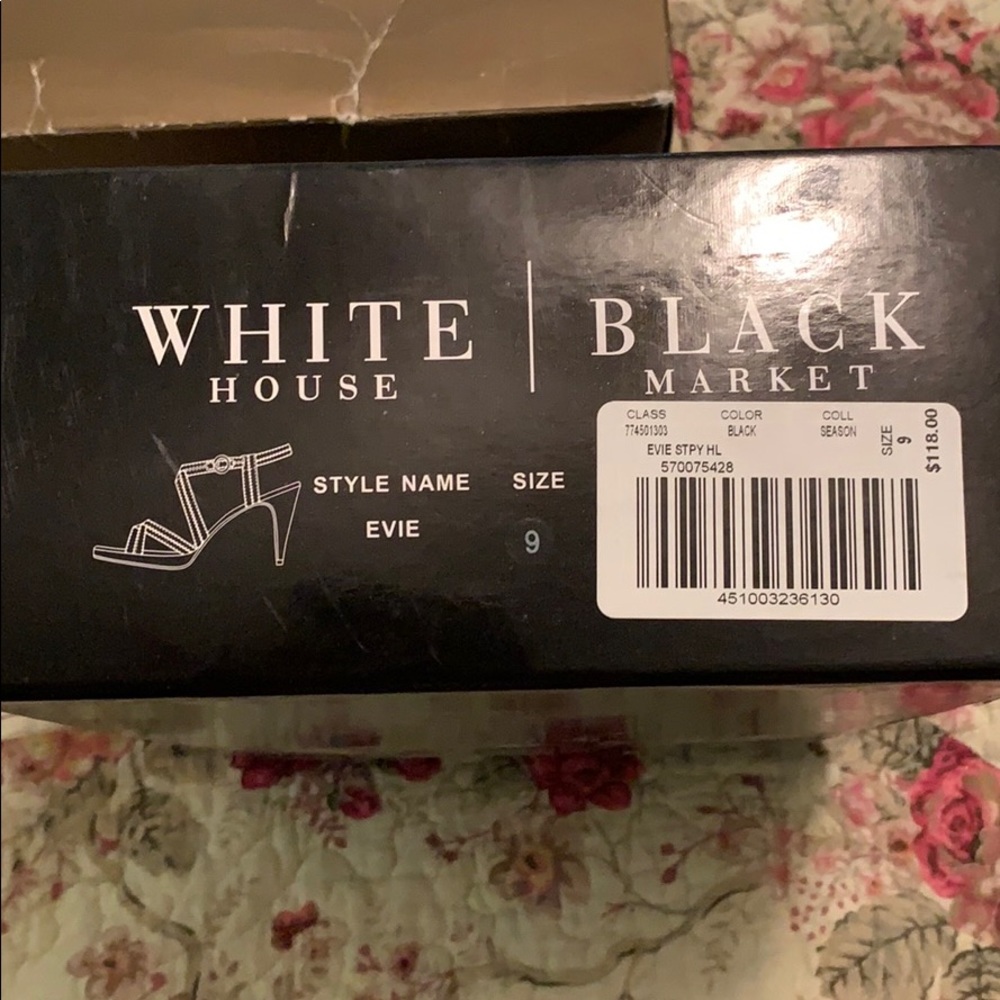 WHITE | BLACK
HOUSE MARKET
STYLE NAME SIZE
EVIE 9
CLASS COLOR COLL
774501303 BLACK SEASON
EVIE STPY HL
570075428
SIZE 9
$118.00
451003236130